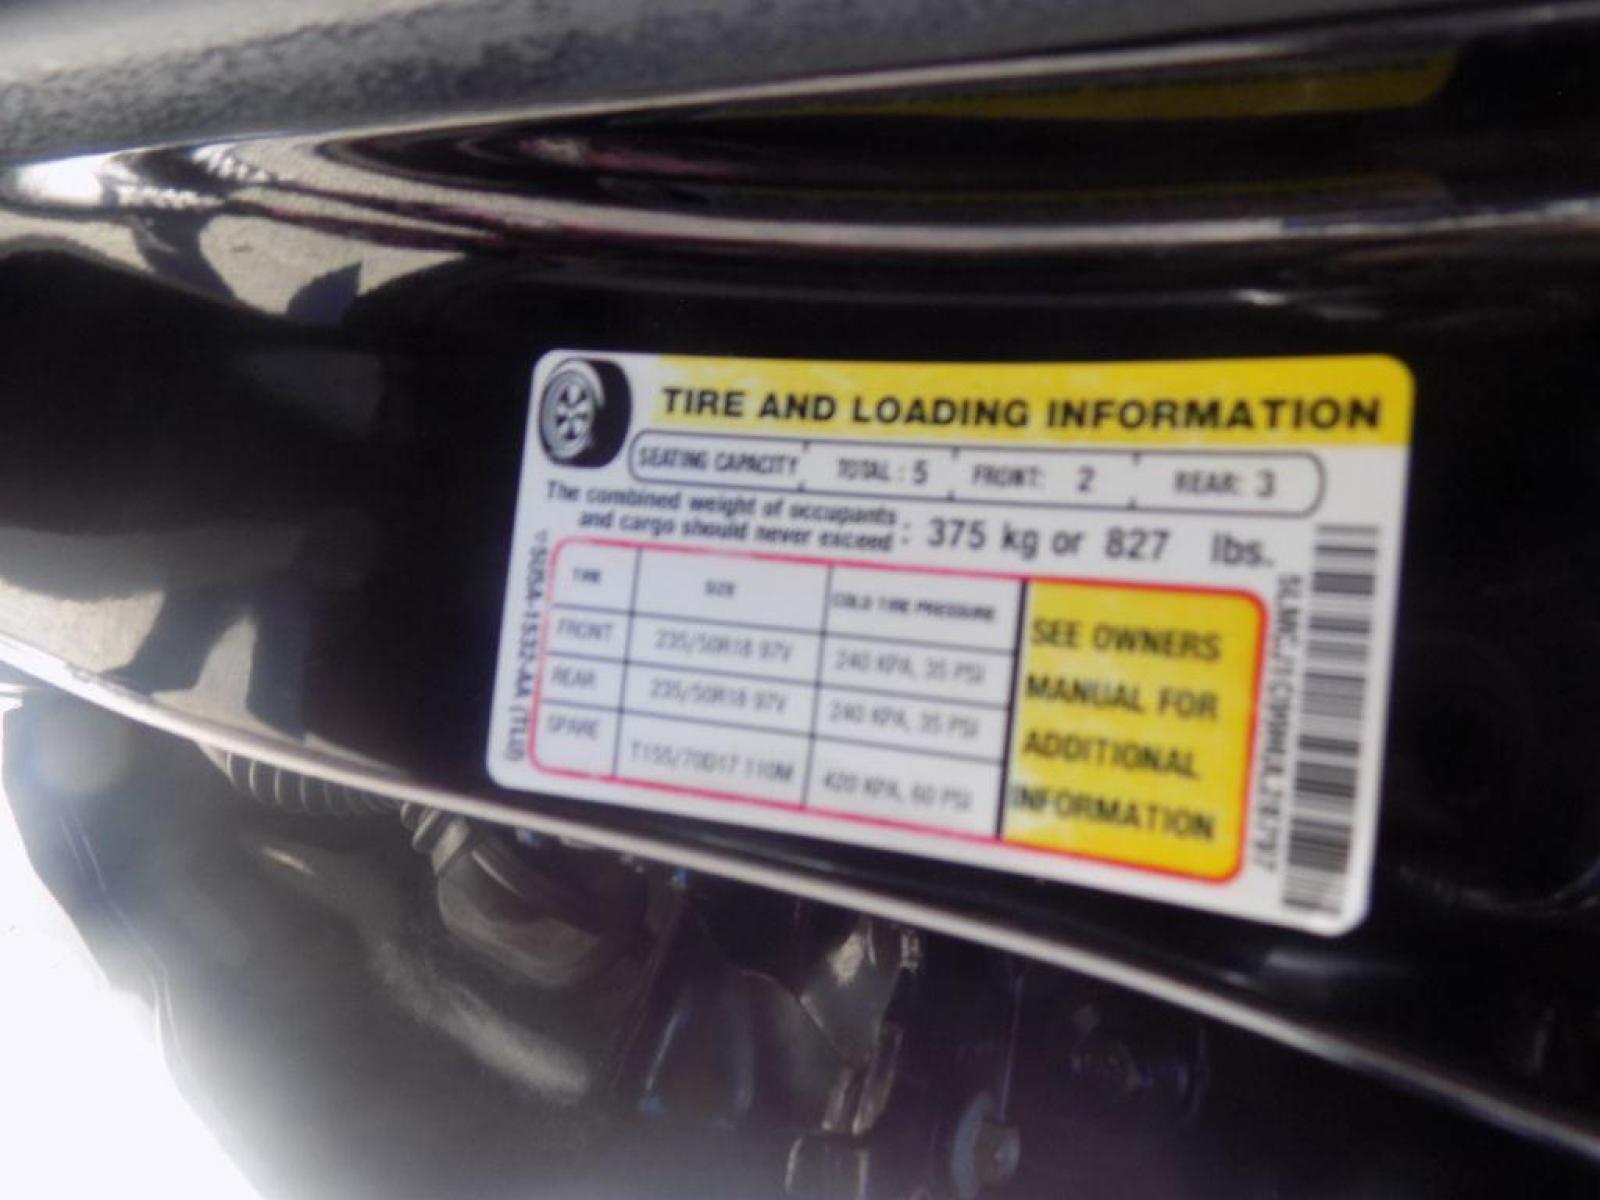 TIRE AND LOADING INFORMATION
SEATING CAPACITY TOTAL : 5 FRONT: 2 REAR: 3
The combined weight of occupants
and cargo should never exceed : 375 kg or 827 lbs.
TIRE SIZE COLD TIRE PRESSURE
FRONT 235/50R18 97V 240 KPA, 35 PSI
REAR 235/50R18 97V 240 KPA, 35 PSI
SPARE T155/70D17 110M 420 KPA, 60 PSI
SEE OWNERS
MANUAL FOR
ADDITIONAL
INFORMATION